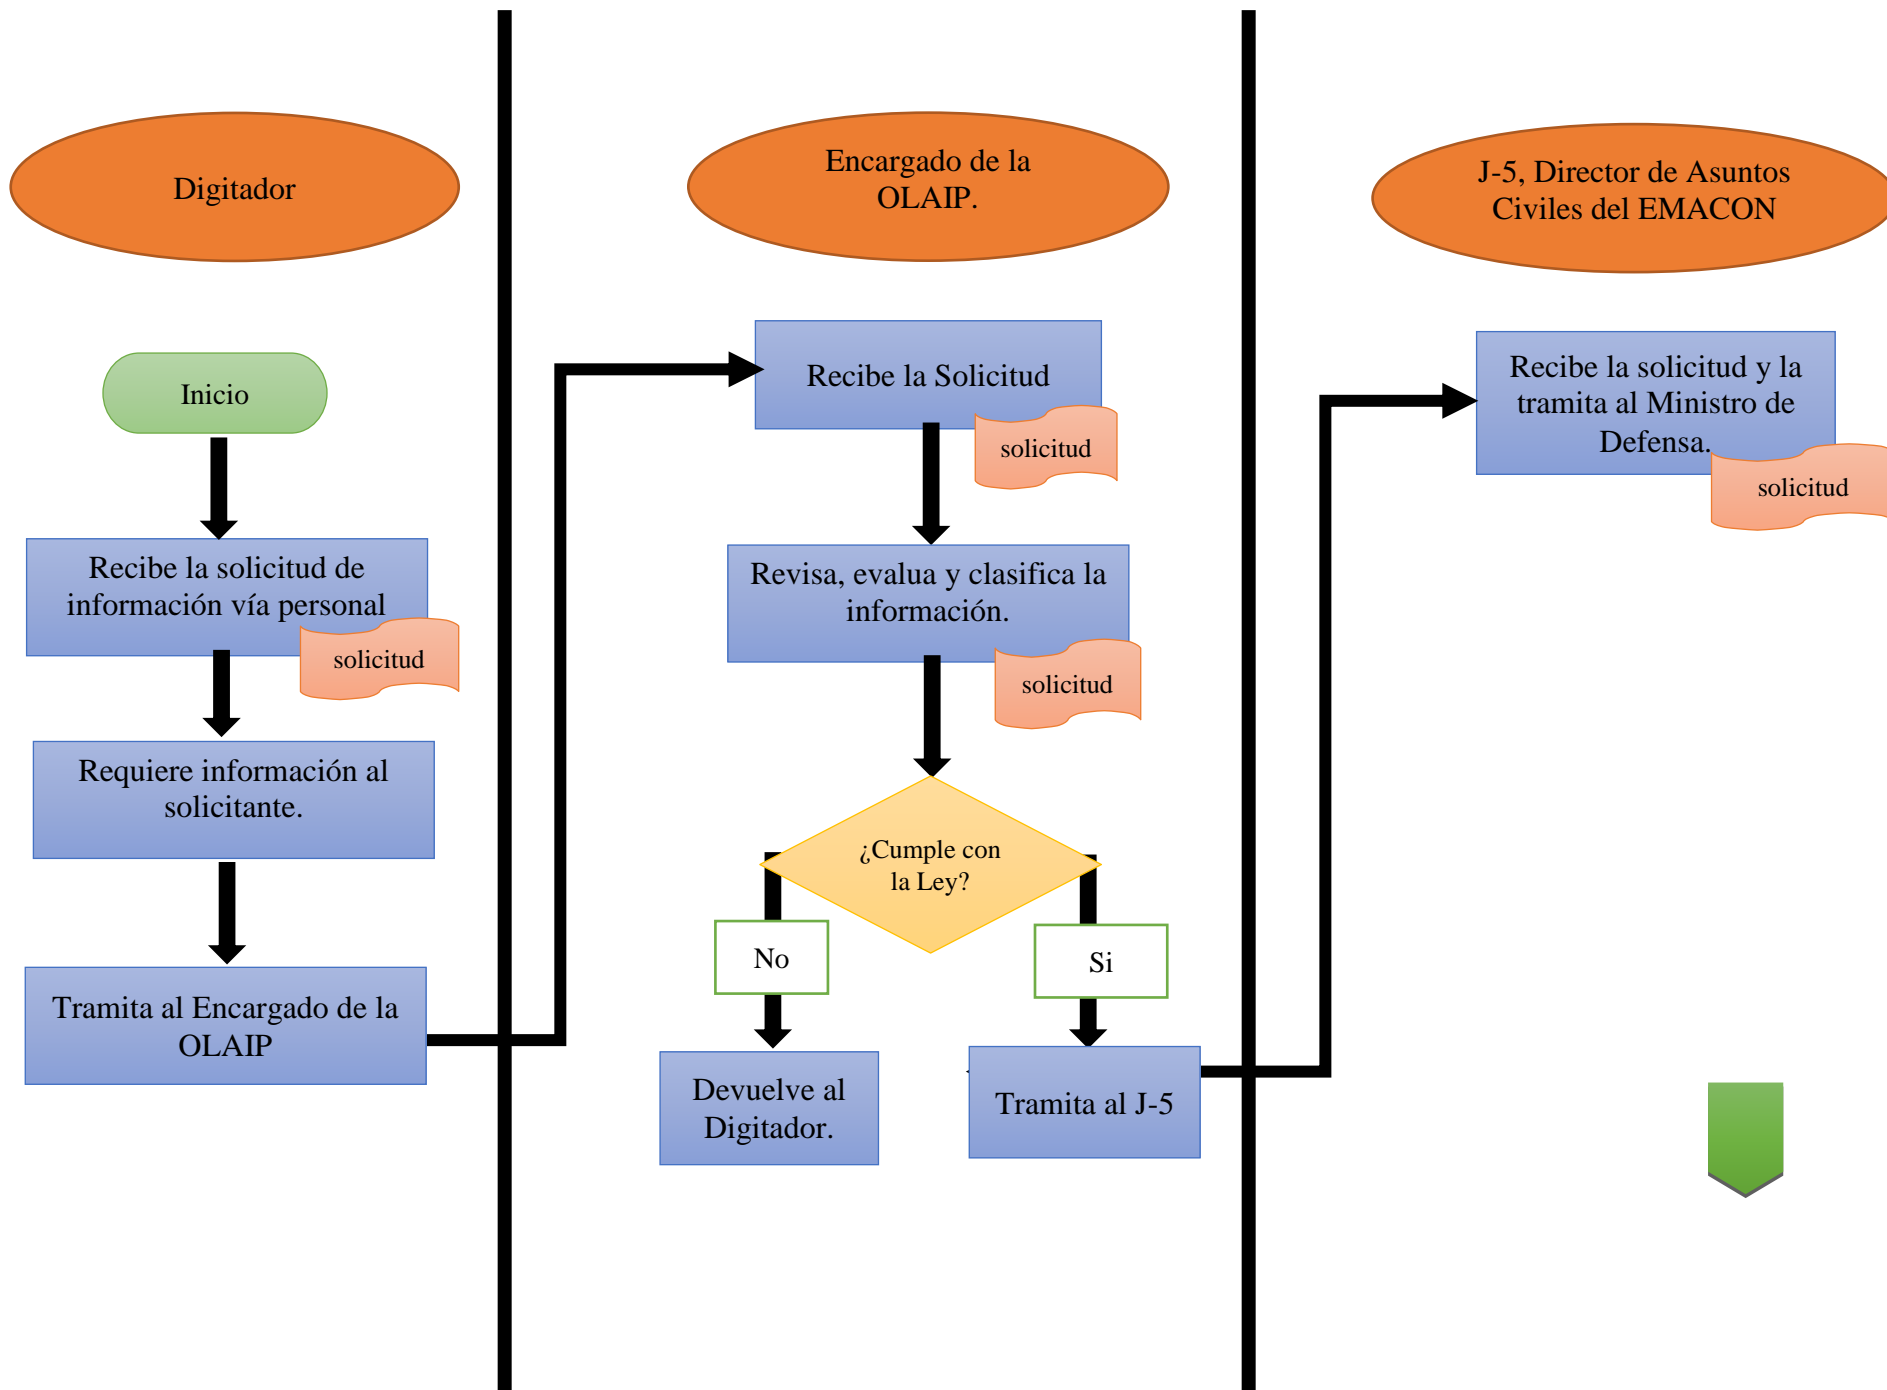 Digitador
Inicio
Recibe la solicitud de
información vía personal
solicitud
Requiere información al
solicitante.
Tramita al Encargado de la
OLAIP
Encargado de la
OLAIP.
Recibe la Solicitud
solicitud
Revisa, evalua y clasifica la
información.
solicitud
¿Cumple con
la Ley?
No
Si
Devuelve al
Digitador.
Tramita al J-5
J-5, Director de Asuntos
Civiles del EMACON
Recibe la solicitud y la
tramita al Ministro de
Defensa.
solicitud